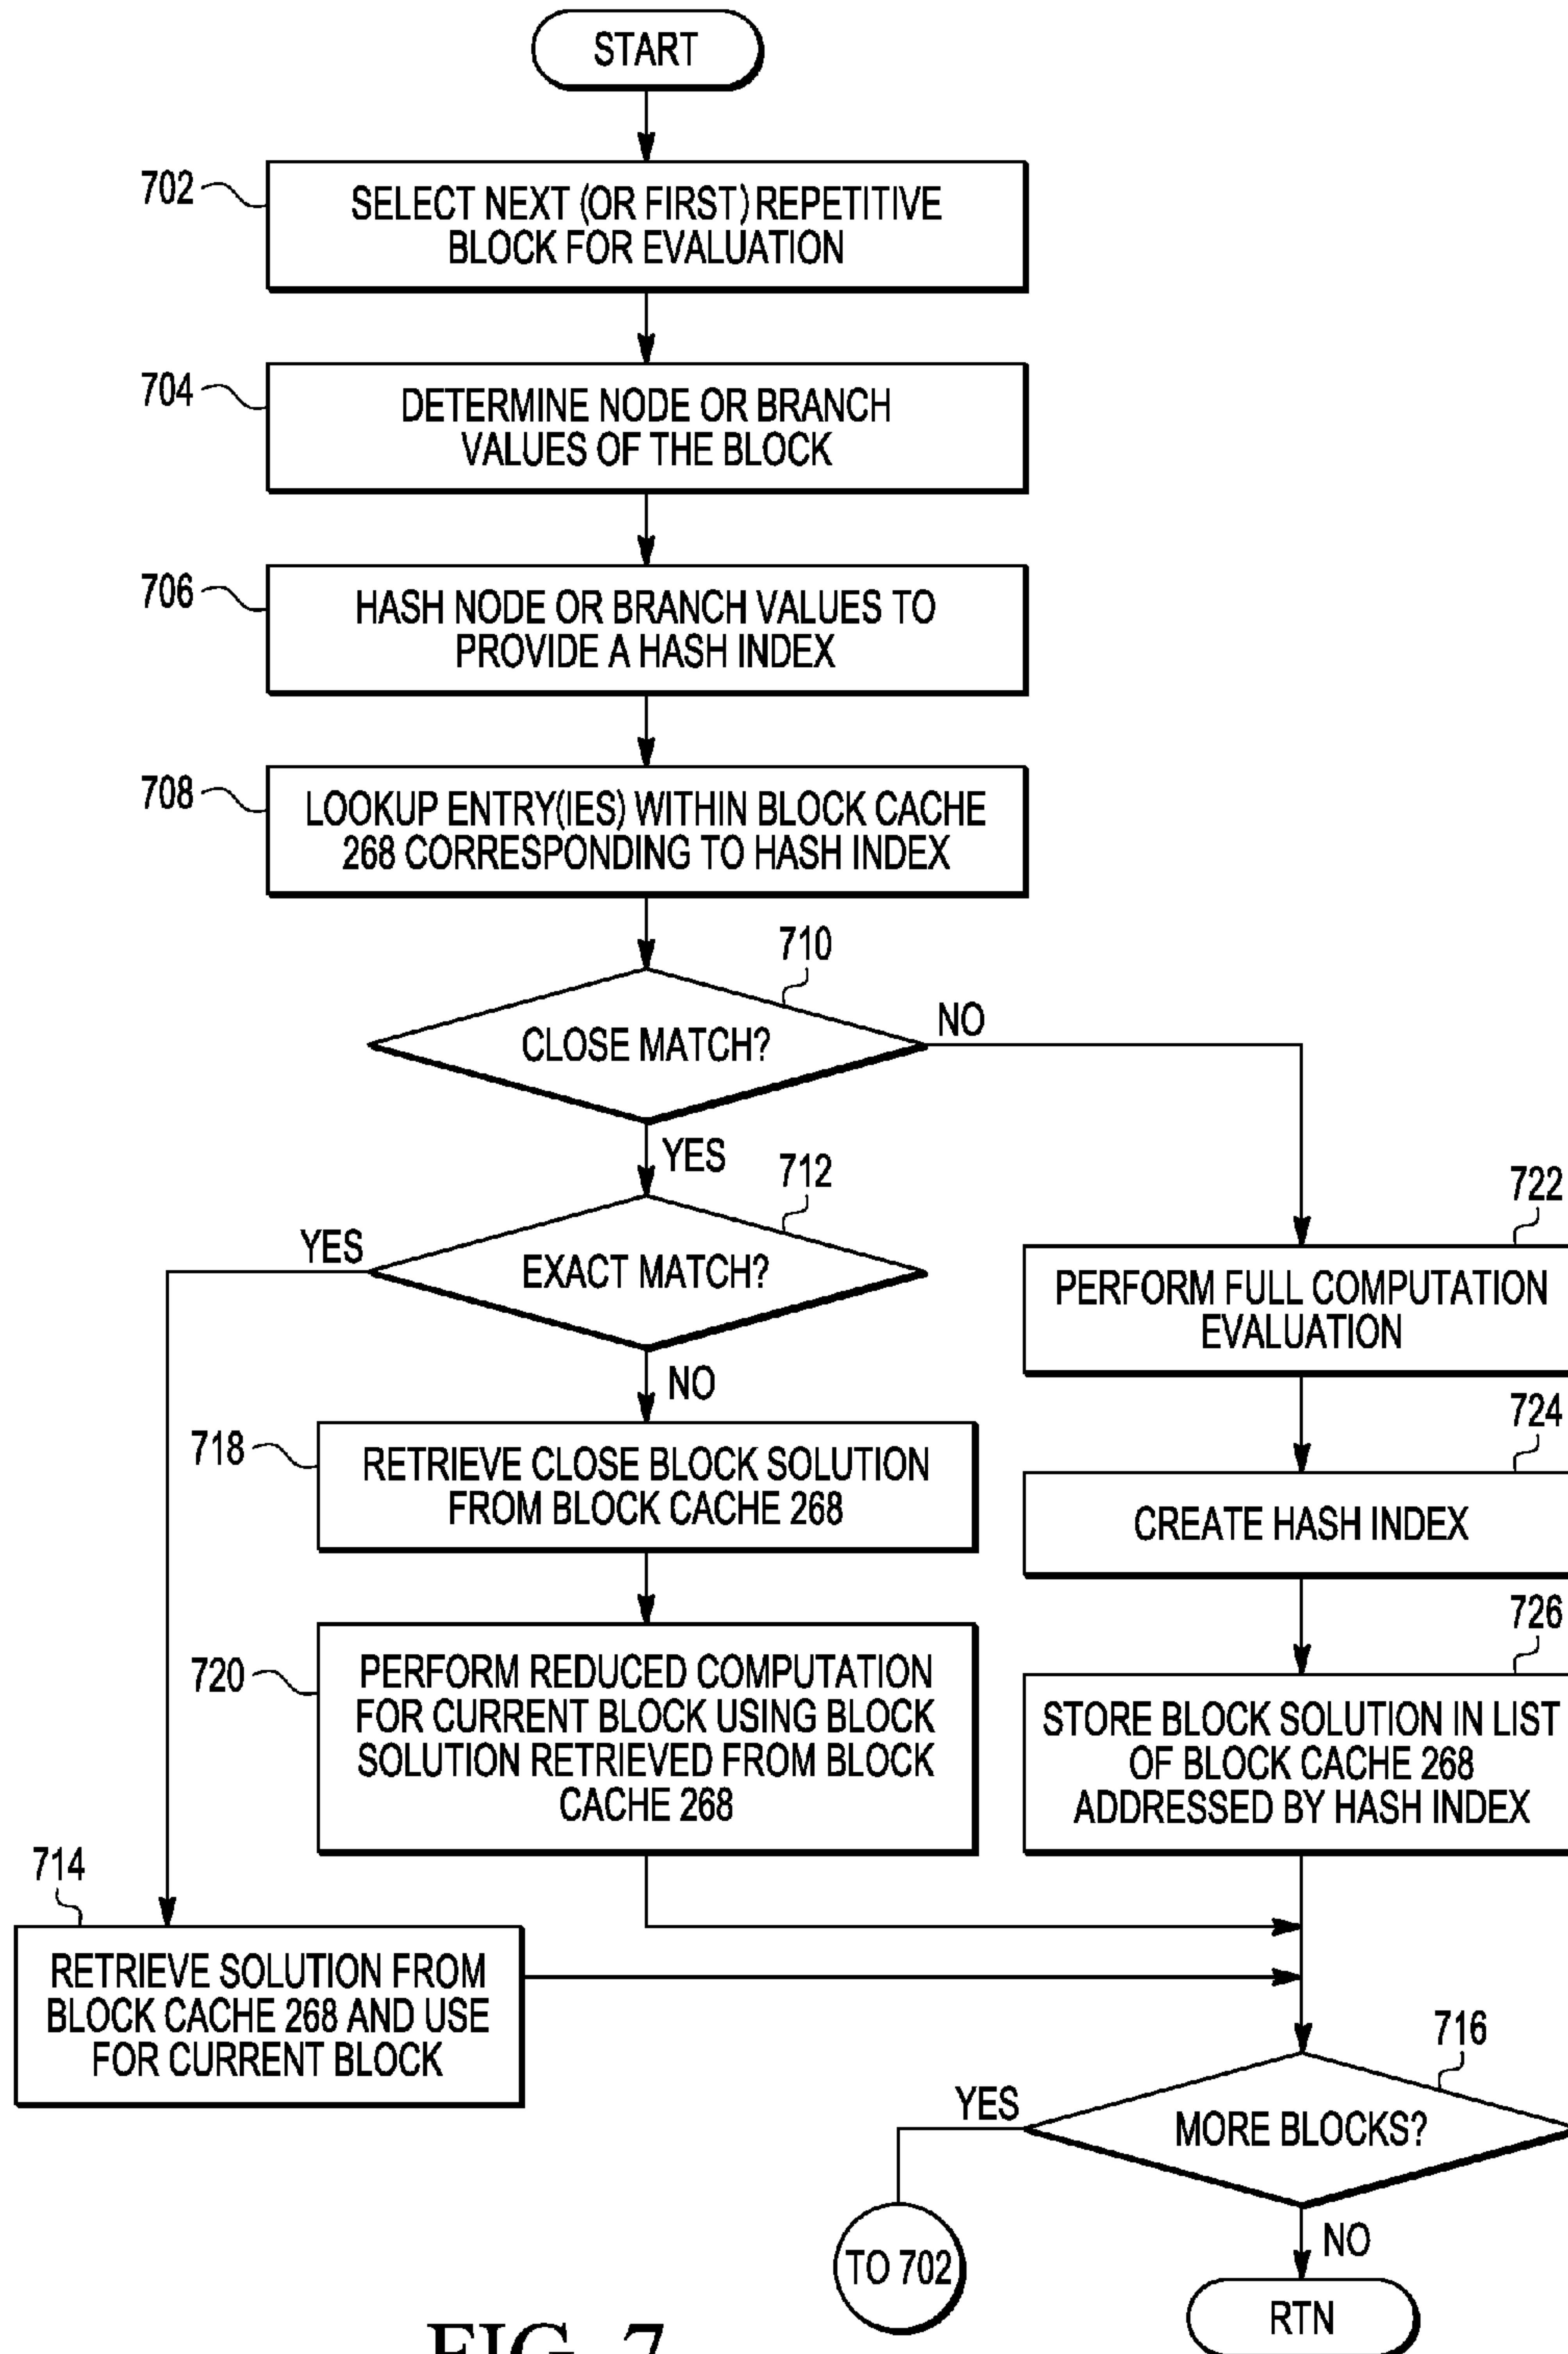 START
702
SELECT NEXT (OR FIRST) REPETITIVE
BLOCK FOR EVALUATION
704
DETERMINE NODE OR BRANCH
VALUES OF THE BLOCK
706
HASH NODE OR BRANCH VALUES TO
PROVIDE A HASH INDEX
708
LOOKUP ENTRY(IES) WITHIN BLOCK CACHE
268 CORRESPONDING TO HASH INDEX
710
CLOSE MATCH?
NO
YES
712
EXACT MATCH?
YES
NO
722
PERFORM FULL COMPUTATION
EVALUATION
718
RETRIEVE CLOSE BLOCK SOLUTION
FROM BLOCK CACHE 268
724
CREATE HASH INDEX
720
PERFORM REDUCED COMPUTATION
FOR CURRENT BLOCK USING BLOCK
SOLUTION RETRIEVED FROM BLOCK
CACHE 268
726
STORE BLOCK SOLUTION IN LIST
OF BLOCK CACHE 268
ADDRESSED BY HASH INDEX
714
RETRIEVE SOLUTION FROM
BLOCK CACHE 268 AND USE
FOR CURRENT BLOCK
716
MORE BLOCKS?
YES
TO 702
NO
RTN
FIG. 7